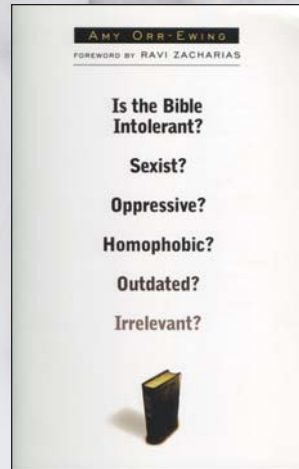 AMY ORR-EWING
FOREWORD BY RAVI ZACHARIAS
Is the Bible
Intolerant?
Sexist?
Oppressive?
Homophobic?
Outdated?
Irrelevant?